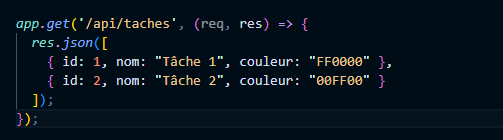 app.get('/api/taches', (req, res) => {
  res.json([
    { id: 1, nom: "Tâche 1", couleur: "FF0000" },
    { id: 2, nom: "Tâche 2", couleur: "00FF00" }
  ]);
});